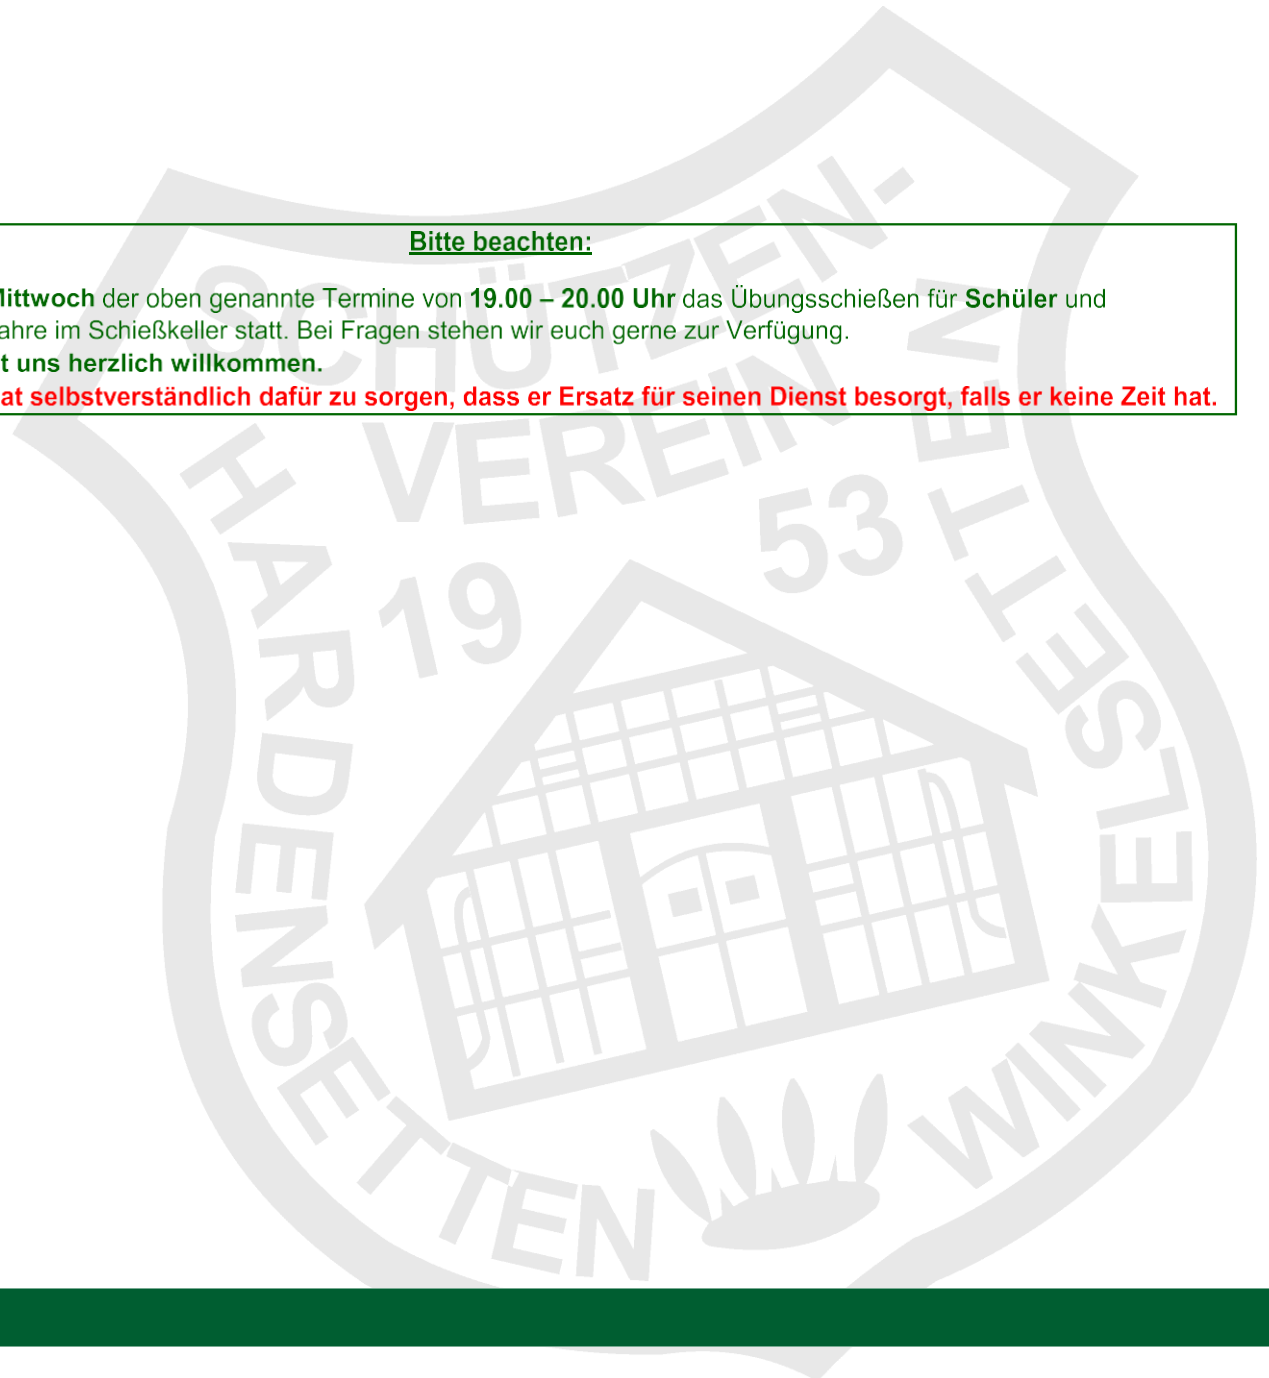 Bitte beachten:
Mittwoch der oben genannte Termine von 19.00 – 20.00 Uhr das Übungsschießen für Schüler und
ahre im Schießkeller statt. Bei Fragen stehen wir euch gerne zur Verfügung.
t uns herzlich willkommen.
at selbstverständlich dafür zu sorgen, dass er Ersatz für seinen Dienst besorgt, falls er keine Zeit hat.
SCHÜTZEN-
VEREIN
19 53
HARDENSETTEN
WINKELSETTEN